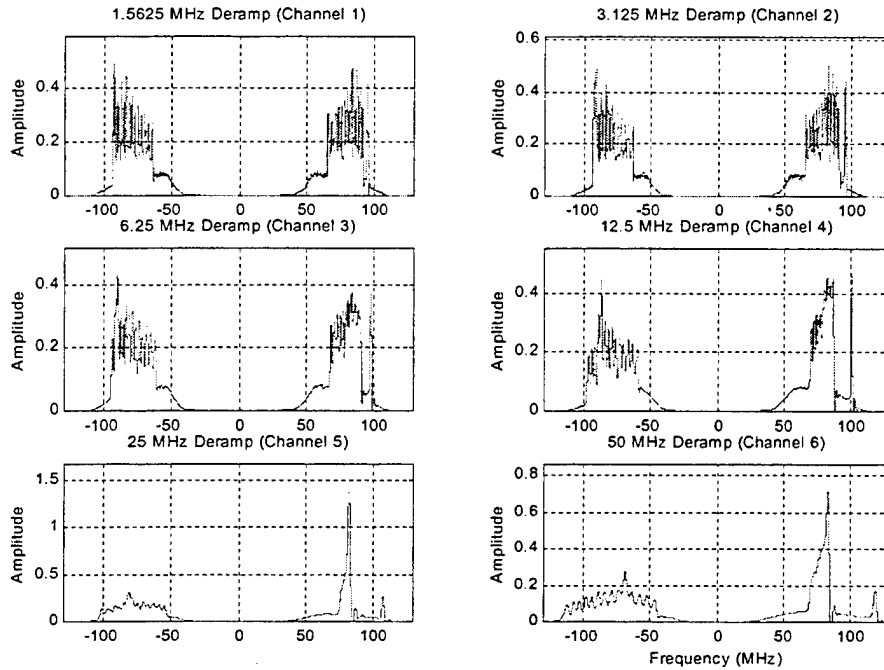 1.5625 MHz Deramp (Channel 1)
Amplitude
0.4
0.2
0
-100 -50 0 50 100
3.125 MHz Deramp (Channel 2)
Amplitude
0.6
0.4
0.2
0
-100 -50 0 50 100
6.25 MHz Deramp (Channel 3)
Amplitude
0.4
0.2
0
-100 -50 0 50 100
12.5 MHz Deramp (Channel 4)
Amplitude
0.4
0.2
0
-100 -50 0 50 100
25 MHz Deramp (Channel 5)
Amplitude
1.5
1
0.5
0
-100 -50 0 50 100
50 MHz Deramp (Channel 6)
Amplitude
0.8
0.6
0.4
0.2
0
-100 -50 0 50 100
Frequency (MHz)